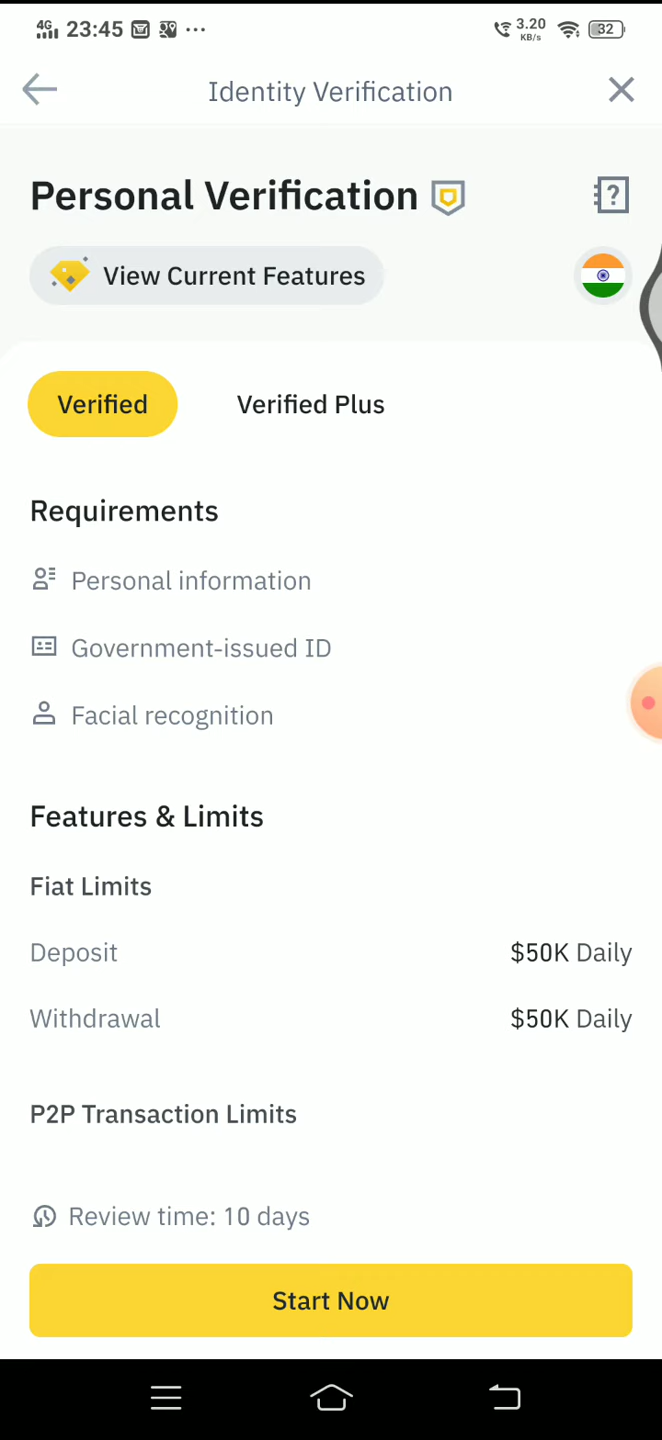 4G 23:45 ... 3.20 KB/s 32
Identity Verification
Personal Verification
View Current Features
Verified Verified Plus
Requirements
Personal information
Government-issued ID
Facial recognition
Features & Limits
Fiat Limits
Deposit $50K Daily
Withdrawal $50K Daily
P2P Transaction Limits
Review time: 10 days
Start Now